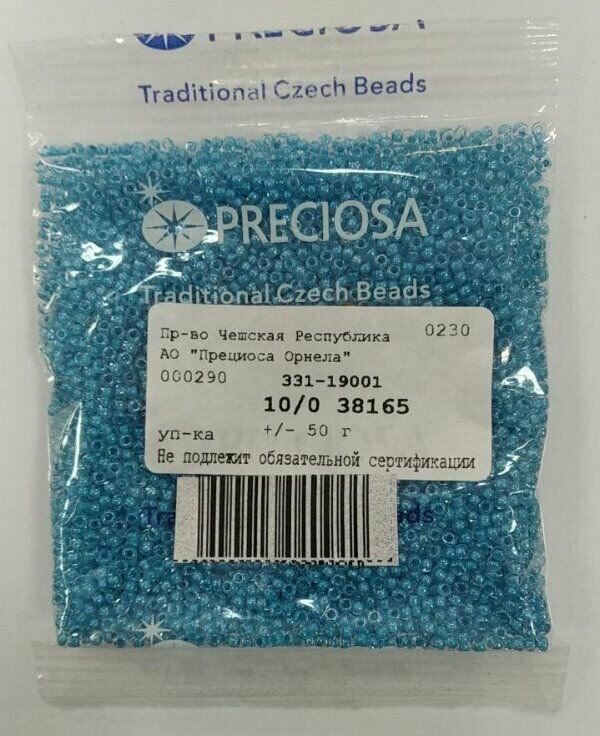 PRECIOSA
Traditional Czech Beads
PRECIOSA
Traditional Czech Beads
Пр-во Чешская Республика 0230
АО "Прециоса Орнела"
000290 331-19001
10/0 38165
уп-ка +/- 50 г
Не подлежит обязательной сертификации